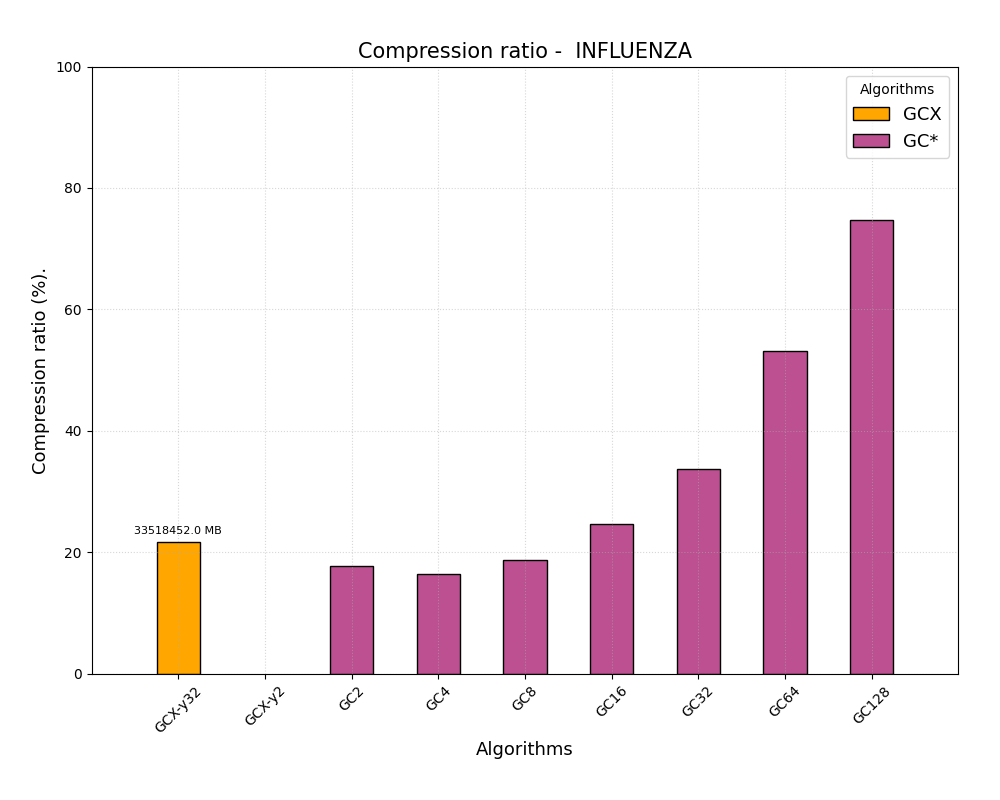 Compression ratio - INFLUENZA
Algorithms
GCX
GC*
Compression ratio (%).
100
80
60
40
20
0
33518452.0 MB
GCX-y32
GCX-y2
GC2
GC4
GC8
GC16
GC32
GC64
GC128
Algorithms